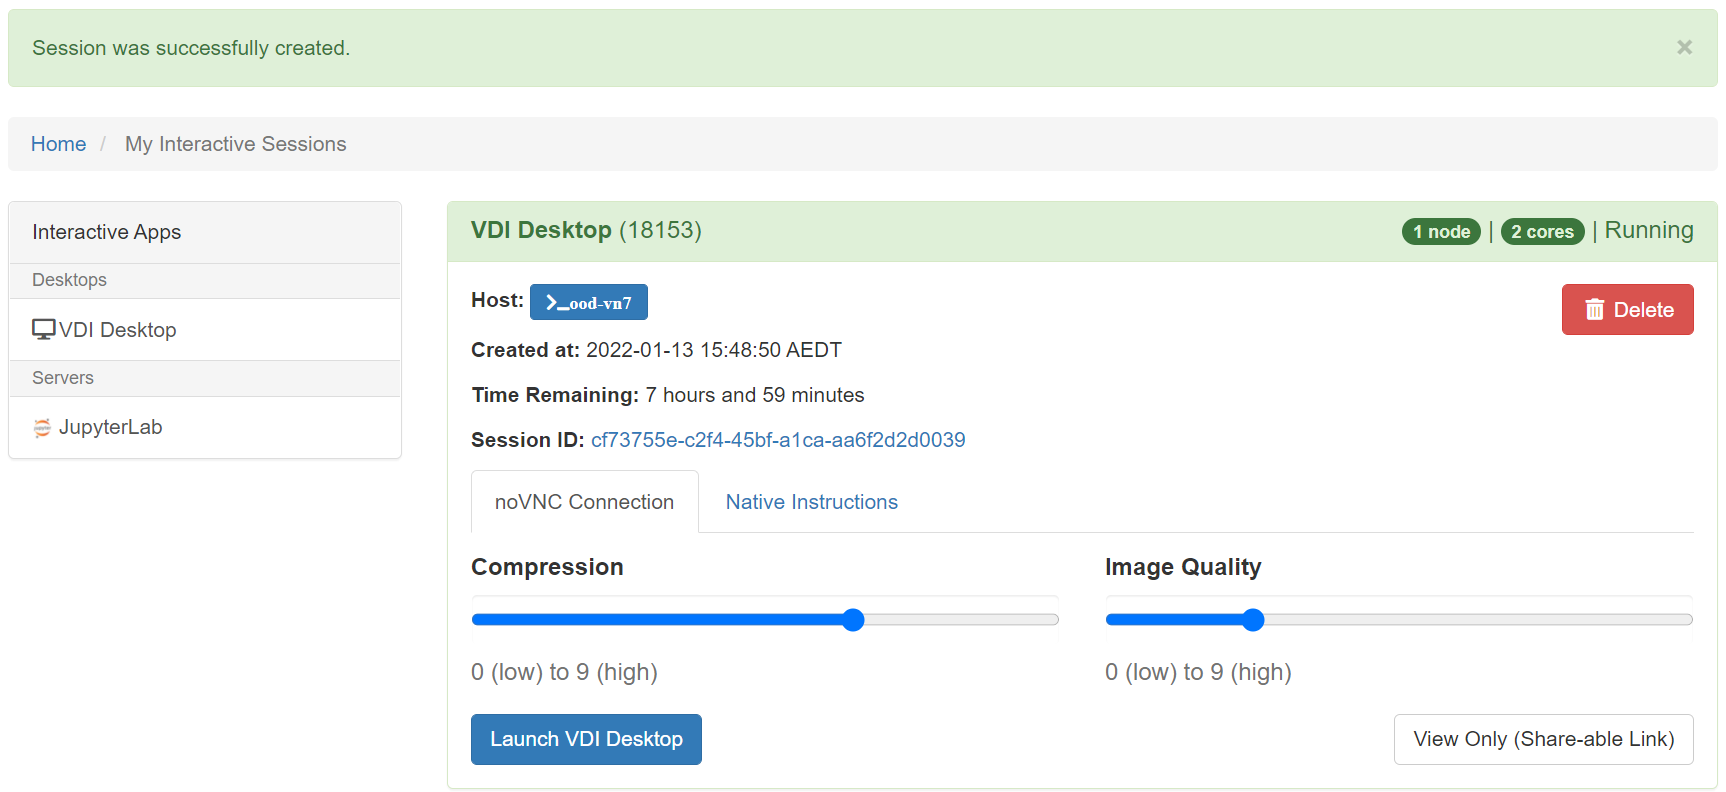 Session was successfully created.
×
Home / My Interactive Sessions
Interactive Apps
Desktops
VDI Desktop
Servers
JupyterLab
VDI Desktop (18153)
1 node | 2 cores | Running
Host: >_ood-vn7
Delete
Created at: 2022-01-13 15:48:50 AEDT
Time Remaining: 7 hours and 59 minutes
Session ID: cf73755e-c2f4-45bf-a1ca-aa6f2d2d0039
noVNC Connection
Native Instructions
Compression
0 (low) to 9 (high)
Image Quality
0 (low) to 9 (high)
Launch VDI Desktop
View Only (Share-able Link)